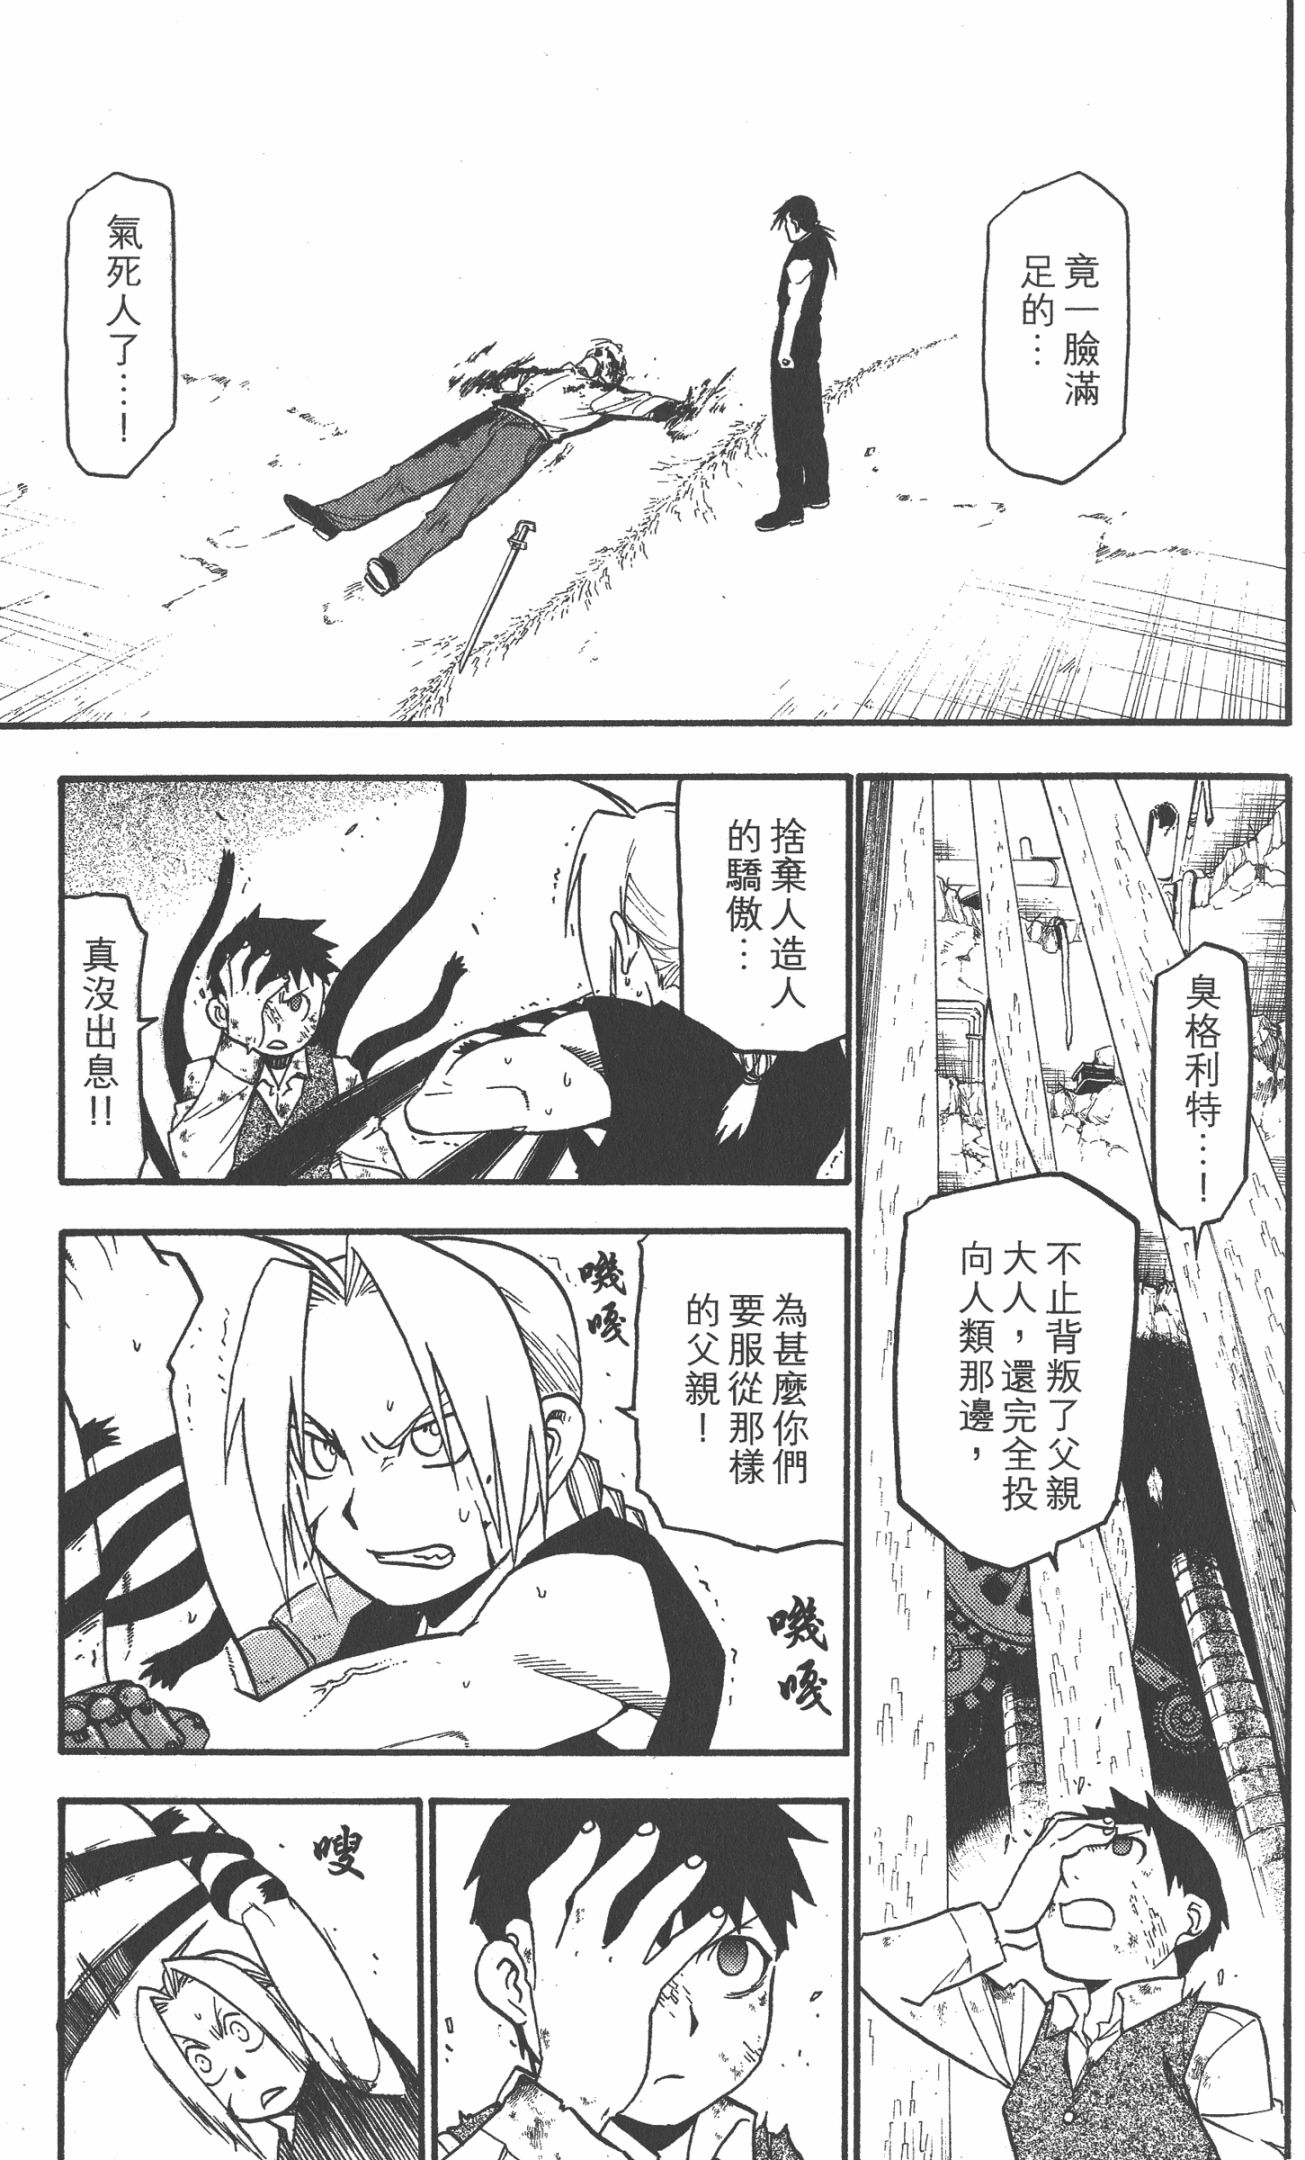 竟一臉滿
足的…
氣死人了……!
臭格利特…!
不止背叛了父親
大人，還完全投
向人類那邊，
捨棄人造人
的驕傲…
真沒出息!!
為甚麼你們
要服從那樣
的父親！
嘰嘎
嘰嘎
嗖